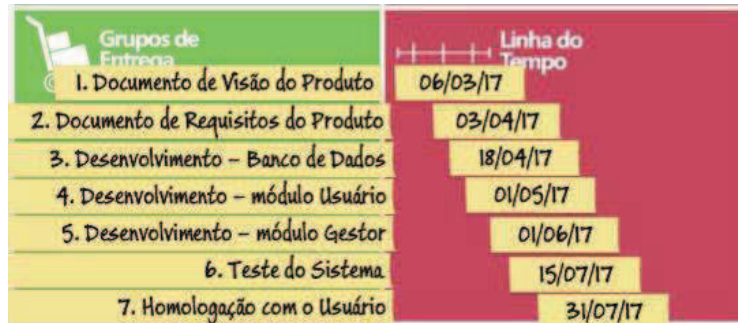 Grupos de
Entrega
Linha do
Tempo
1. Documento de Visão do Produto 06/03/17
2. Documento de Requisitos do Produto 03/04/17
3. Desenvolvimento – Banco de Dados 18/04/17
4. Desenvolvimento – módulo Usuário 01/05/17
5. Desenvolvimento – módulo Gestor 01/06/17
6. Teste do Sistema 15/07/17
7. Homologação com o Usuário 31/07/17